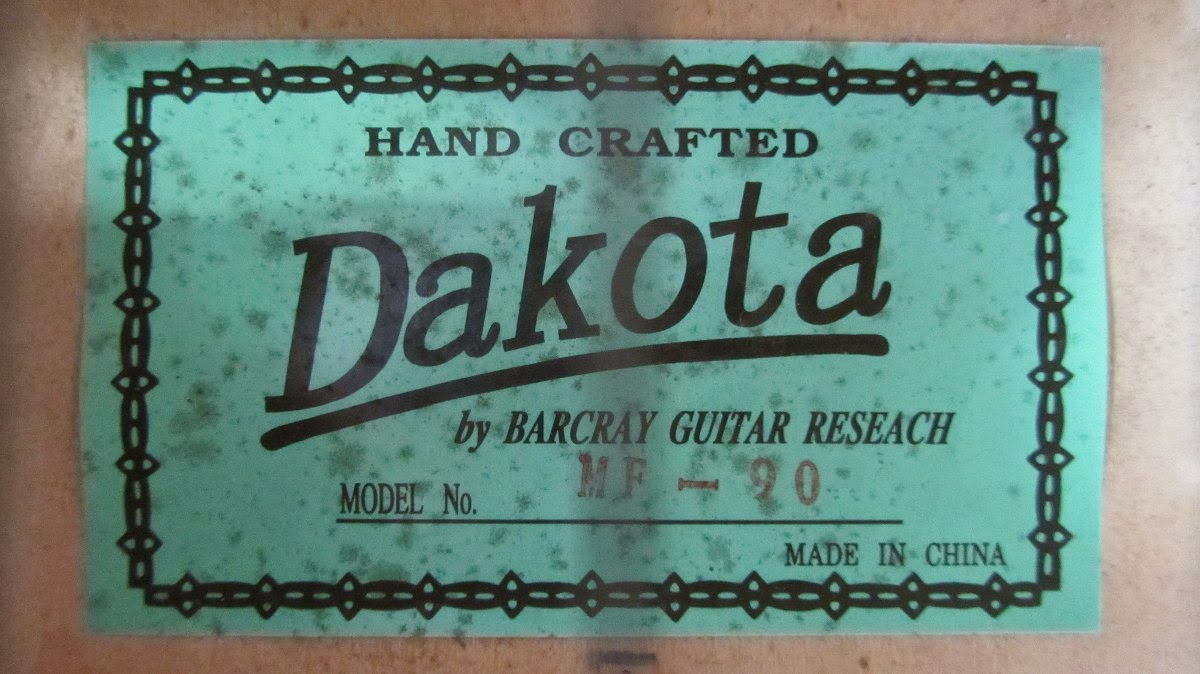 HAND CRAFTED
Dakota
by BARCRAY GUITAR RESEACH
MODEL No. MF-90
MADE IN CHINA